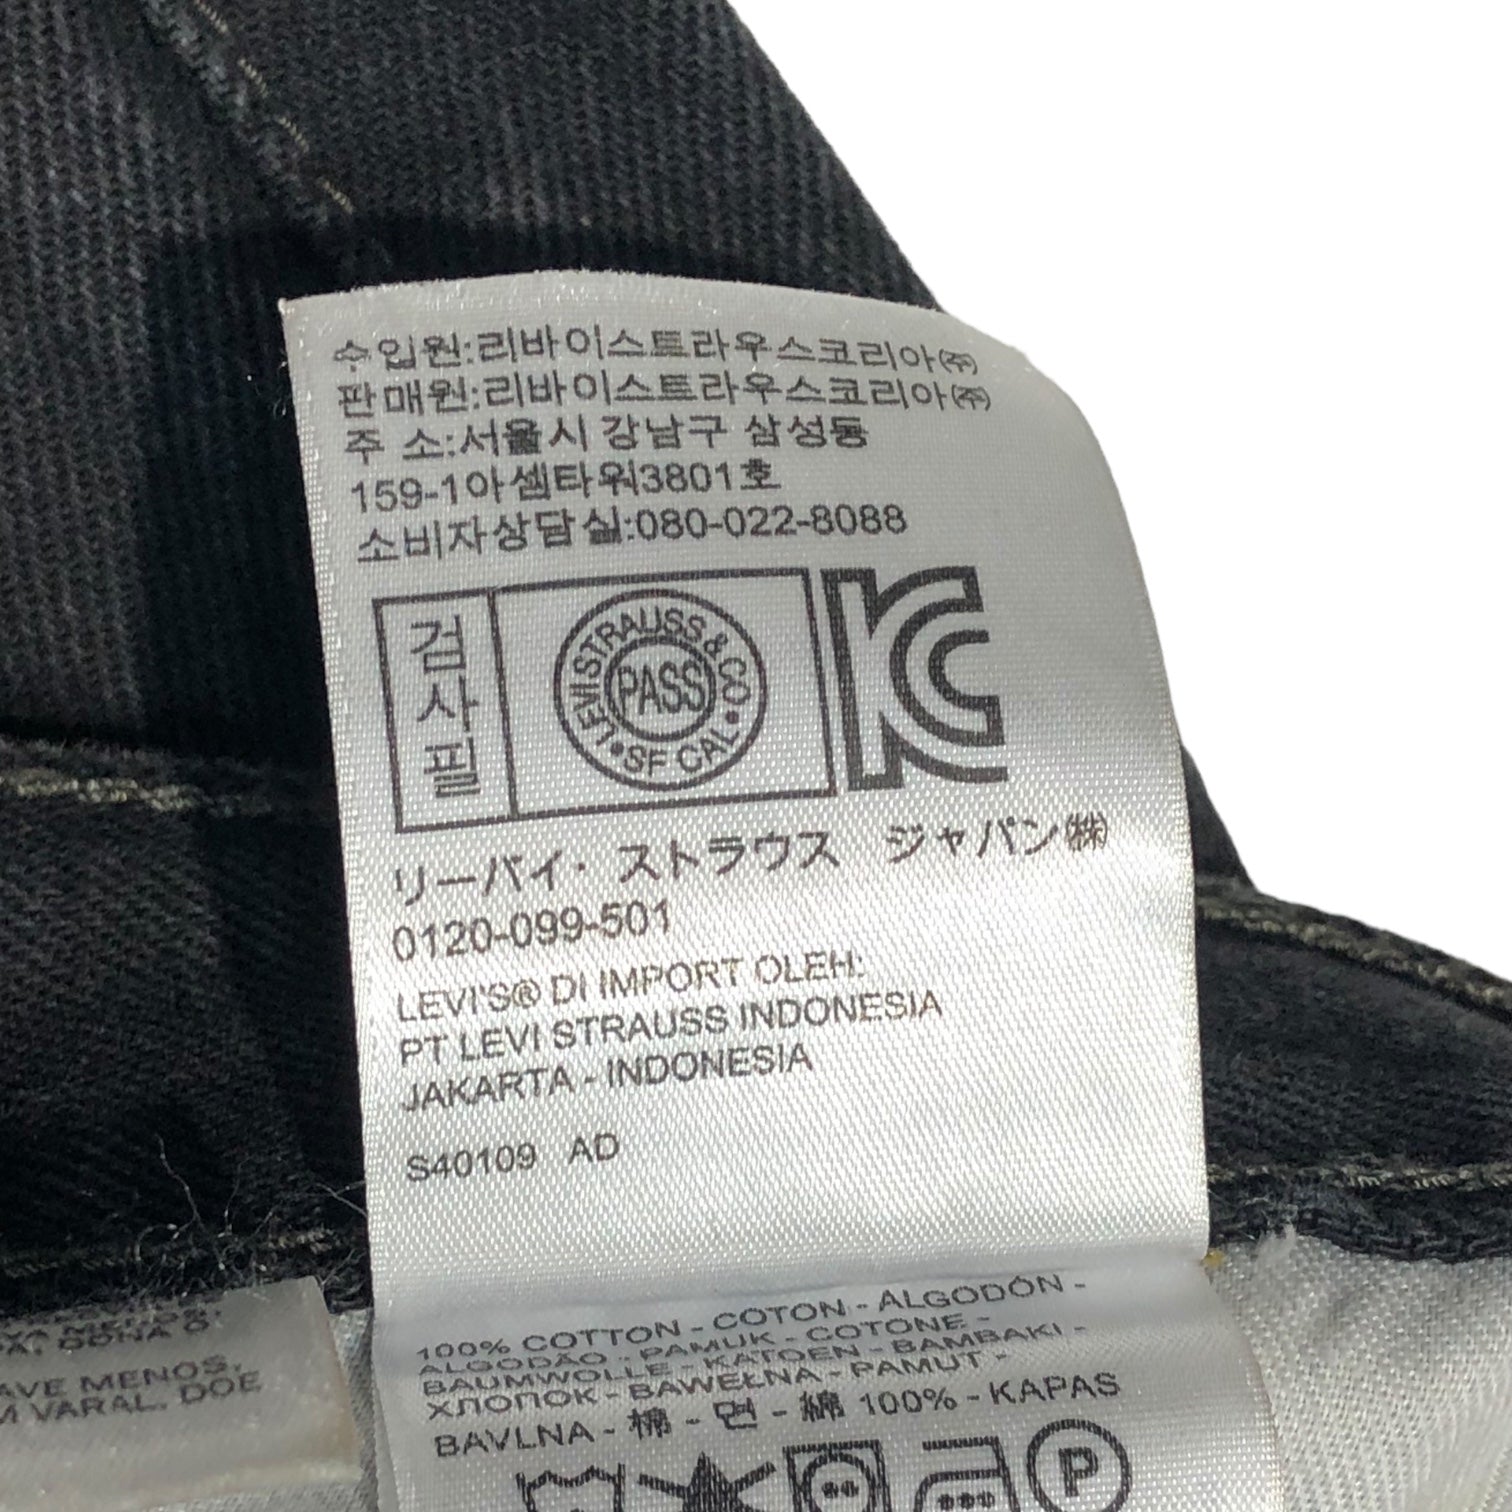 수입원:리바이스트라우스코리아㈜
판매원:리바이스트라우스코리아㈜
주 소:서울시 강남구 삼성동
159-1아셈타워3801호
소비자상담실:080-022-8088
검사필
LEVI STRAUSS & CO
PASS
SF CAL
KC
リーバイ・ストラウス ジャパン㈱
0120-099-501
LEVI'S® DI IMPORT OLEH:
PT LEVI STRAUSS INDONESIA
JAKARTA - INDONESIA
S40109 AD
100% COTTON - COTON - ALGODÓN -
ALGODÃO - PAMUK - COTONE -
BAUMWOLLE - KATOEN - BAMBAKI -
ХЛОПОК - BAWEŁNA - PAMUT -
BAVLNA - 棉 - 면 - 綿 100% - KAPAS
P
AVE MENOS,
M VARAL. DOE